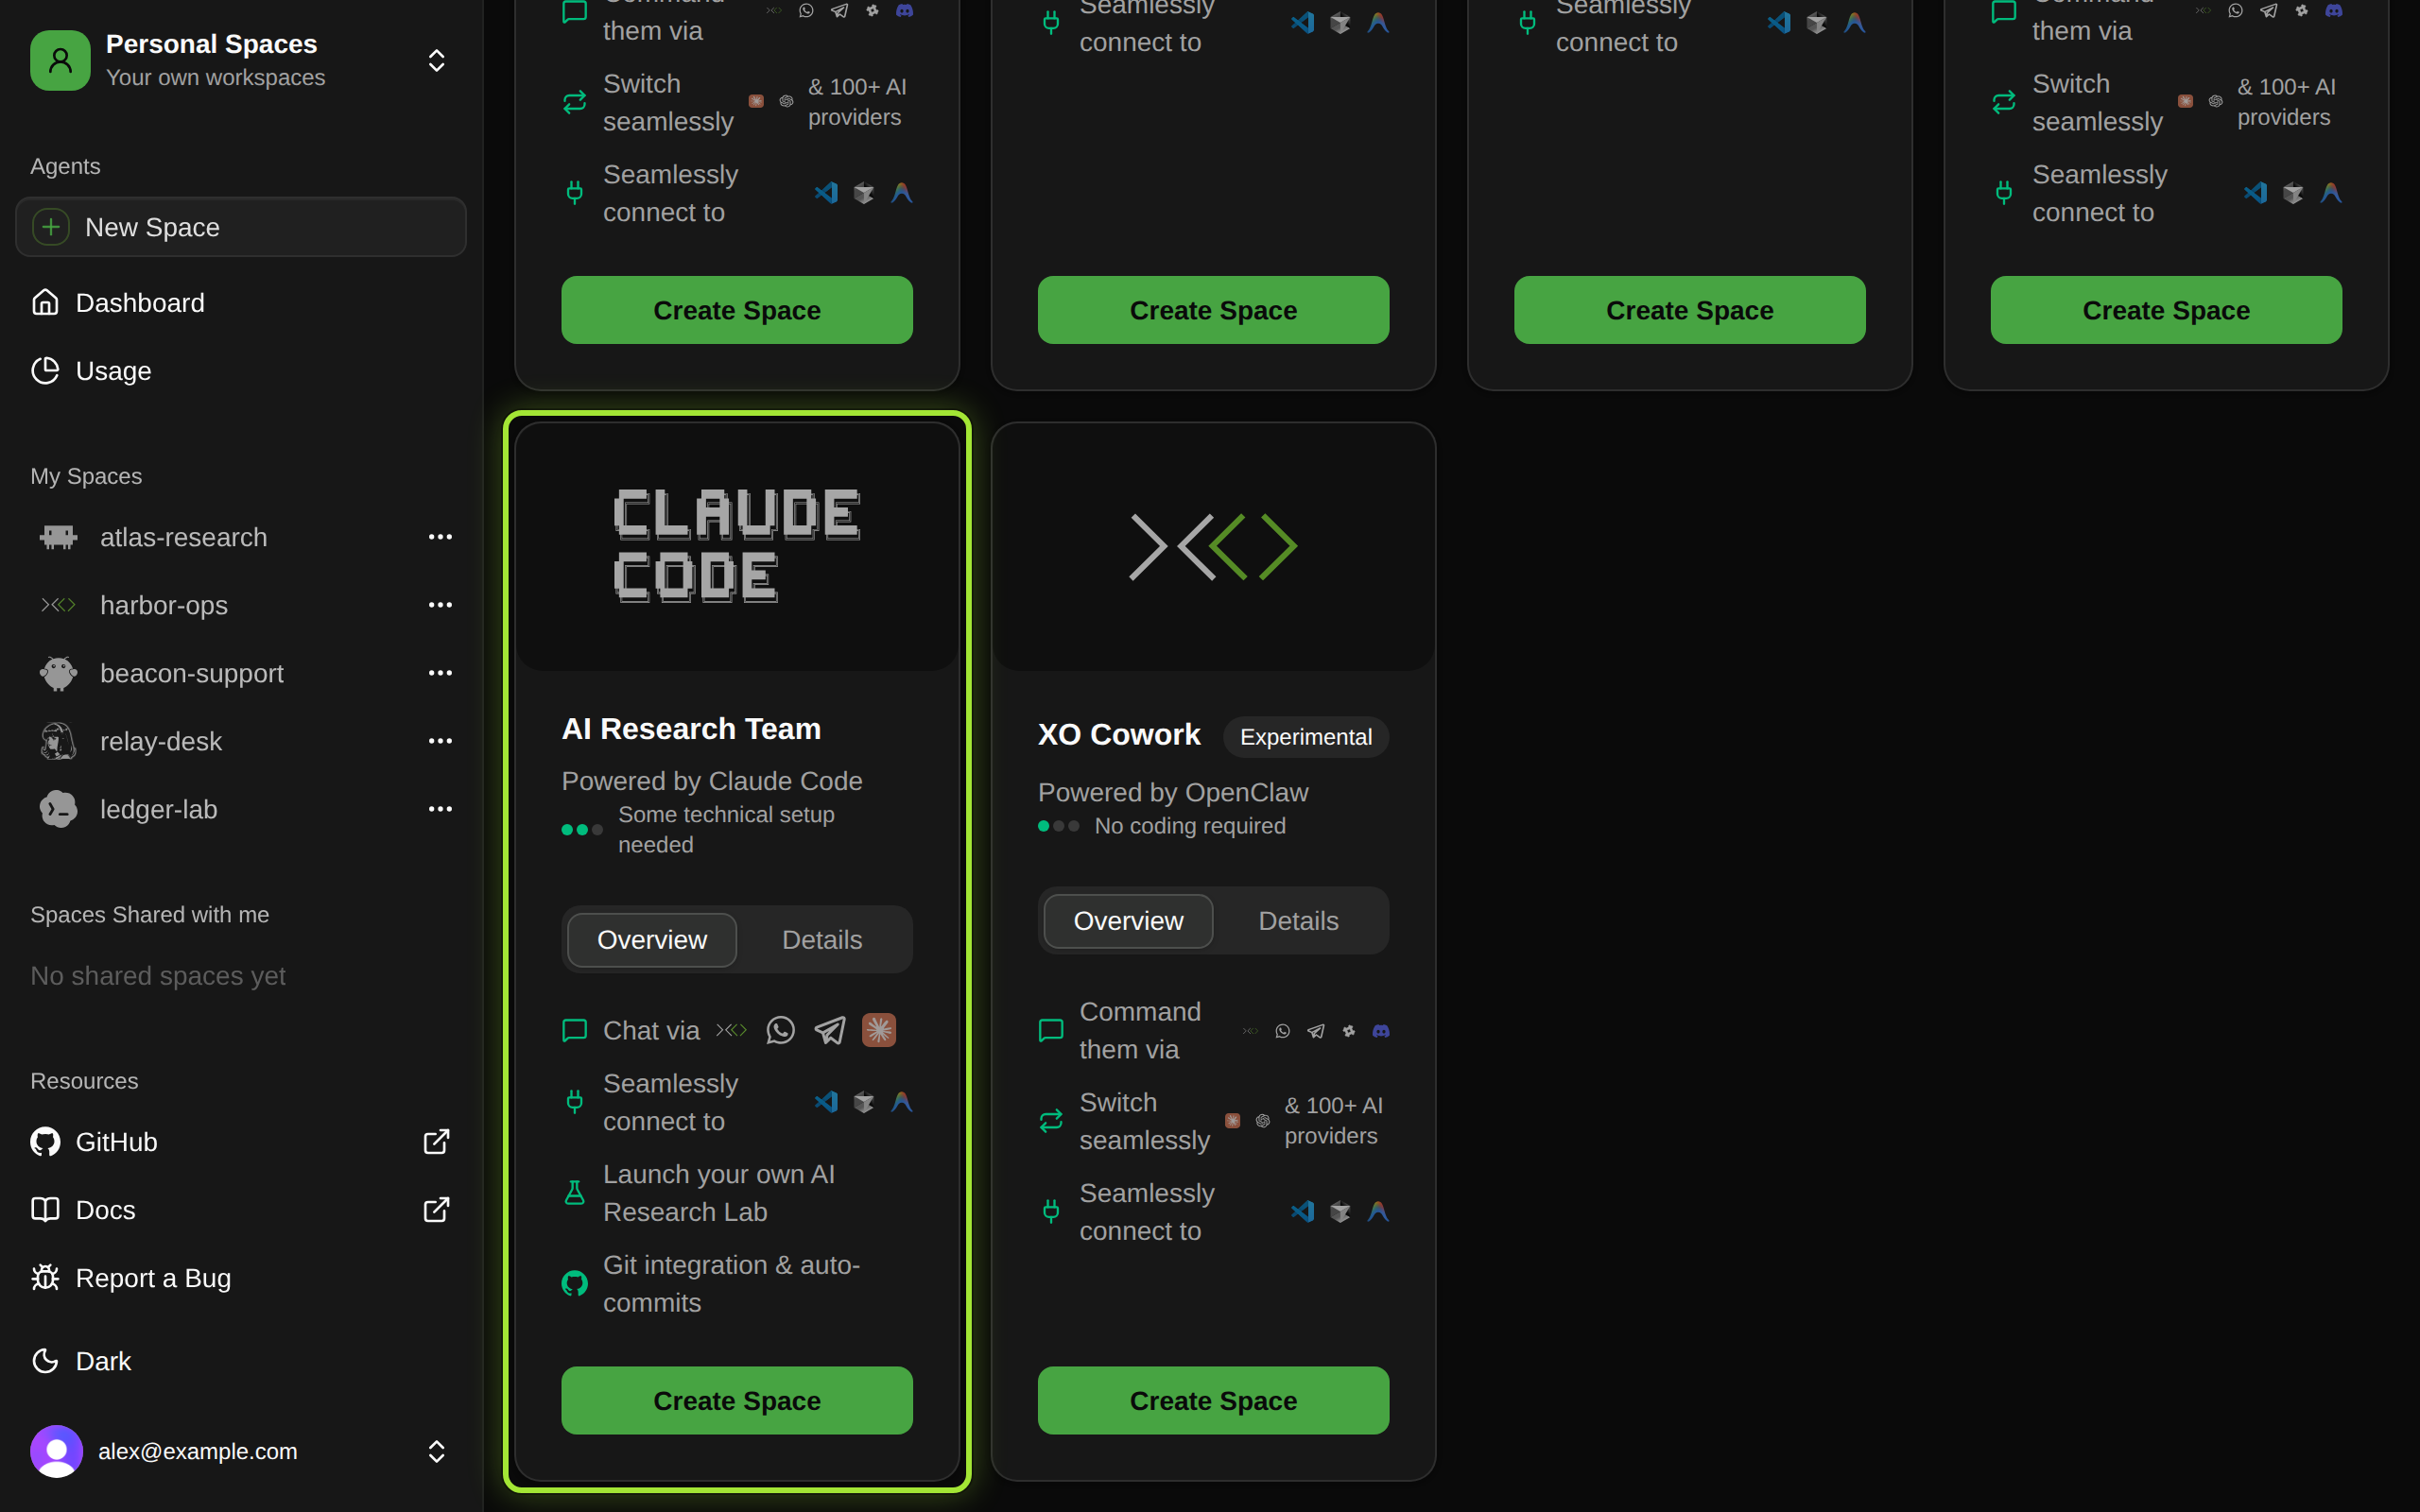 Personal Spaces
Your own workspaces
Agents
New Space
Dashboard
Usage
My Spaces
atlas-research
harbor-ops
beacon-support
relay-desk
ledger-lab
Spaces Shared with me
No shared spaces yet
Resources
GitHub
Docs
Report a Bug
Dark
alex@example.com
them via
Switch
seamlessly
& 100+ AI
providers
Seamlessly
connect to
Create Space
Seamlessly
connect to
Create Space
Seamlessly
connect to
Create Space
them via
Switch
seamlessly
& 100+ AI
providers
Seamlessly
connect to
Create Space
CLAUDE
CODE
AI Research Team
Powered by Claude Code
Some technical setup
needed
Overview Details
Chat via
Seamlessly
connect to
Launch your own AI
Research Lab
Git integration & auto-
commits
Create Space
XO Cowork Experimental
Powered by OpenClaw
No coding required
Overview Details
Command
them via
Switch
seamlessly
& 100+ AI
providers
Seamlessly
connect to
Create Space